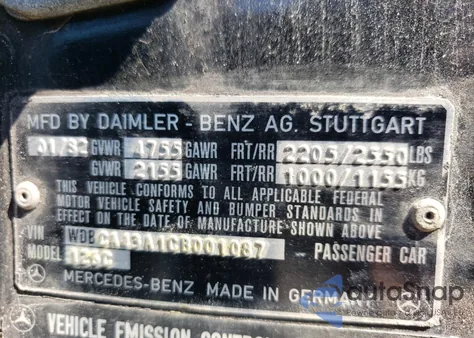 MFD BY DAIMLER - BENZ AG. STUTTGART
01/82 GVWR 4755 GAWR FRT/RR 2205/2550 LBS
GVWR 2155 GAWR FRT/RR 1000/1155 KG
THIS VEHICLE CONFORMS TO ALL APPLICABLE FEDERAL
MOTOR VEHICLE SAFETY AND BUMPER STANDARDS IN
EFFECT ON THE DATE OF MANUFACTURE SHOWN ABOVE
VIN WDBCA33A1CB001087
MODEL - PASSENGER CAR
MERCEDES-BENZ MADE IN GERMANY
autoSnap
VEHICLE EMISSION